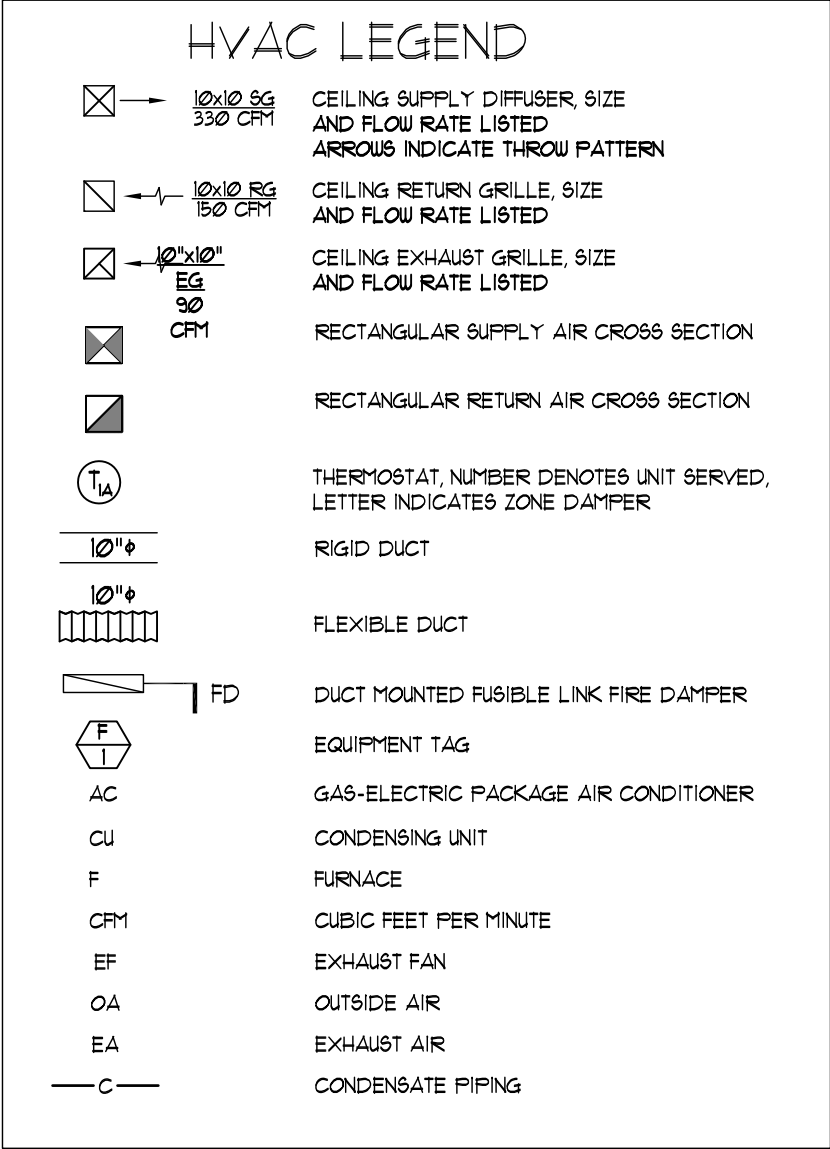 HVAC LEGEND
10x10 SG
330 CFM
CEILING SUPPLY DIFFUSER, SIZE
AND FLOW RATE LISTED
ARROWS INDICATE THROW PATTERN
10x10 RG
150 CFM
CEILING RETURN GRILLE, SIZE
AND FLOW RATE LISTED
10"x10"
EG
90
CFM
CEILING EXHAUST GRILLE, SIZE
AND FLOW RATE LISTED
RECTANGULAR SUPPLY AIR CROSS SECTION
RECTANGULAR RETURN AIR CROSS SECTION
T1A
THERMOSTAT, NUMBER DENOTES UNIT SERVED,
LETTER INDICATES ZONE DAMPER
10"ϕ
RIGID DUCT
10"ϕ
FLEXIBLE DUCT
FD
DUCT MOUNTED FUSIBLE LINK FIRE DAMPER
F
1
EQUIPMENT TAG
AC
GAS-ELECTRIC PACKAGE AIR CONDITIONER
CU
CONDENSING UNIT
F
FURNACE
CFM
CUBIC FEET PER MINUTE
EF
EXHAUST FAN
OA
OUTSIDE AIR
EA
EXHAUST AIR
C
CONDENSATE PIPING